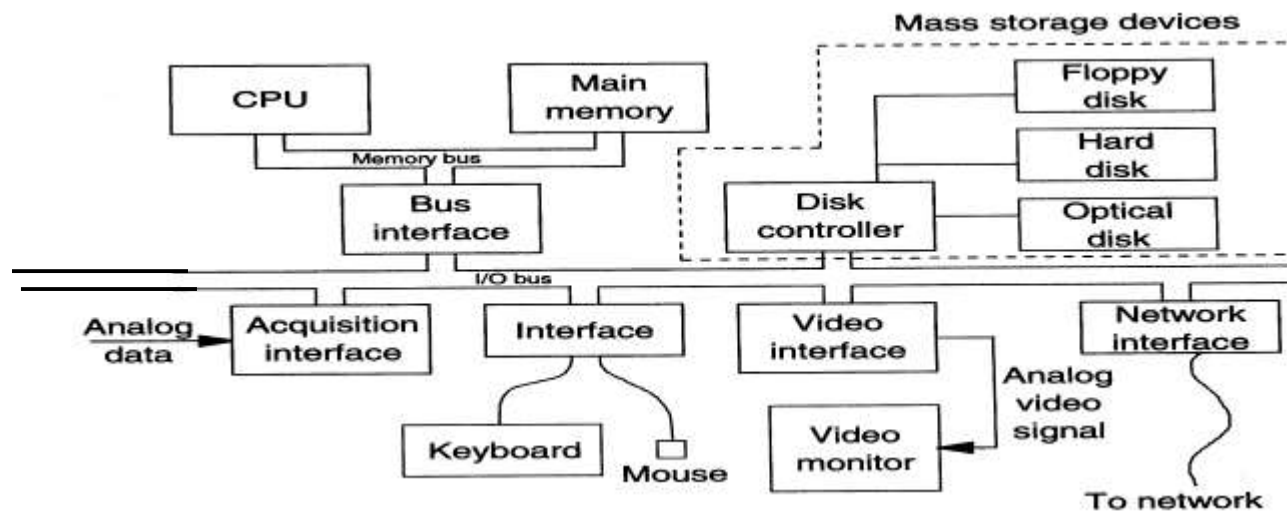 Mass storage devices
CPU
Main
memory
Floppy
disk
Memory bus
Hard
disk
Bus
interface
Disk
controller
Optical
disk
I/O bus
Analog
data
Acquisition
interface
Interface
Video
interface
Network
interface
Analog
video
signal
Keyboard
Mouse
Video
monitor
To network